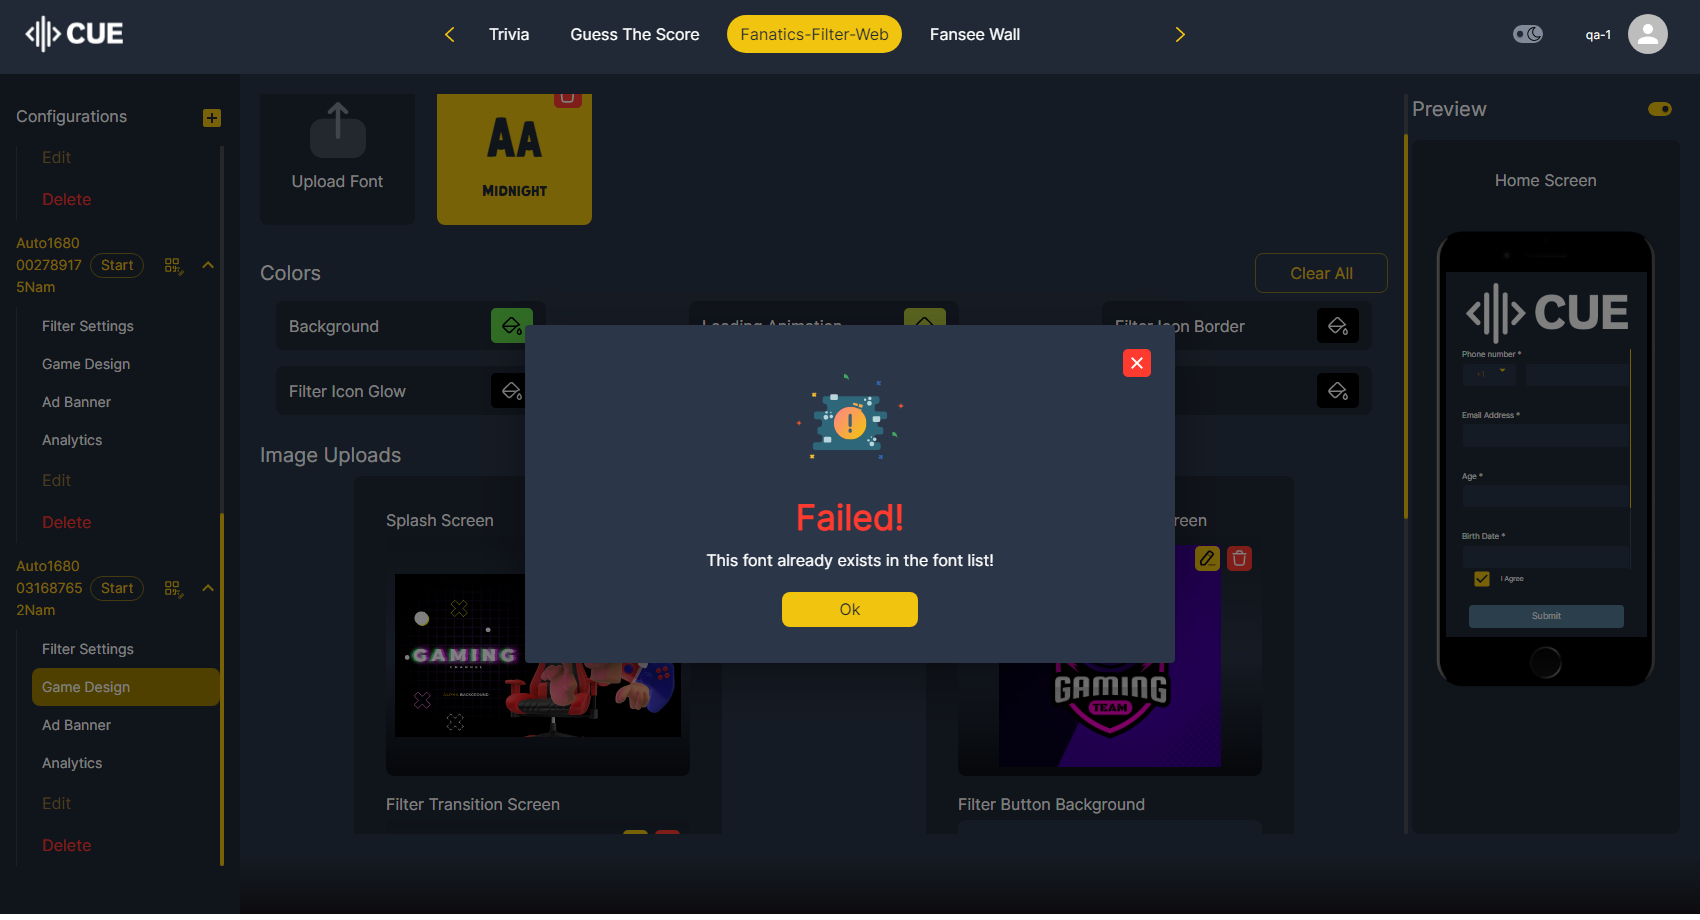 CUE
Trivia
Guess The Score
Fanatics-Filter-Web
Fansee Wall
qa-1
Configurations
Edit
Delete
Auto1680
00278917
5Nam
Start
Filter Settings
Game Design
Ad Banner
Analytics
Edit
Delete
Auto1680
03168765
2Nam
Start
Filter Settings
Game Design
Ad Banner
Analytics
Edit
Delete
Upload Font
AA
MIDNIGHT
Colors
Clear All
Background
Loading Animation
Filter Icon Border
Filter Icon Glow
Image Uploads
Splash Screen
reen
GAMING
CHANNEL
ALPHA BACKGROUND
GAMING
TEAM
Filter Transition Screen
Filter Button Background
Failed!
This font already exists in the font list!
Ok
Preview
Home Screen
CUE
Phone number *
+1
Email Address *
Age *
Birth Date *
I Agree
Submit